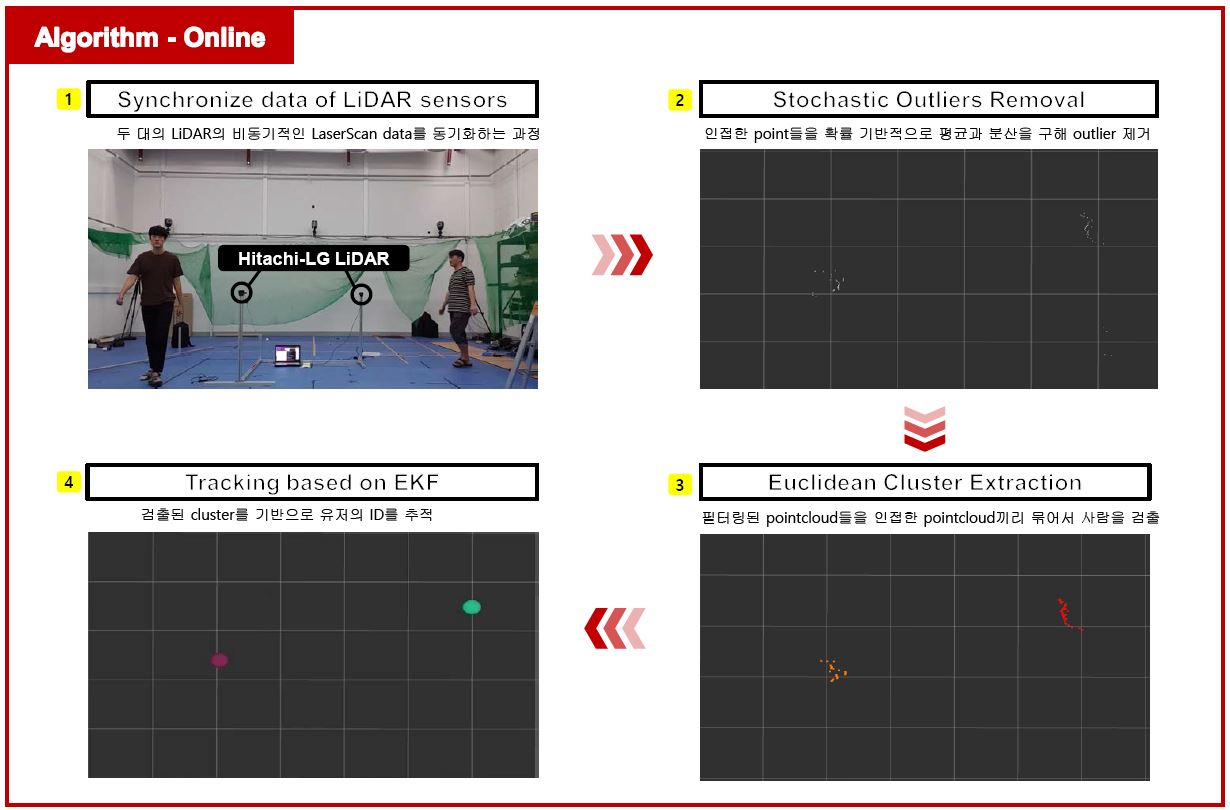 Algorithm - Online
1
Synchronize data of LiDAR sensors
두 대의 LiDAR의 비동기적인 LaserScan data를 동기화하는 과정
Hitachi-LG LiDAR
2
Stochastic Outliers Removal
인접한 point들을 확률 기반적으로 평균과 분산을 구해 outlier 제거
3
Euclidean Cluster Extraction
필터링된 pointcloud들을 인접한 pointcloud끼리 묶어서 사람을 검출
4
Tracking based on EKF
검출된 cluster를 기반으로 유저의 ID를 추적